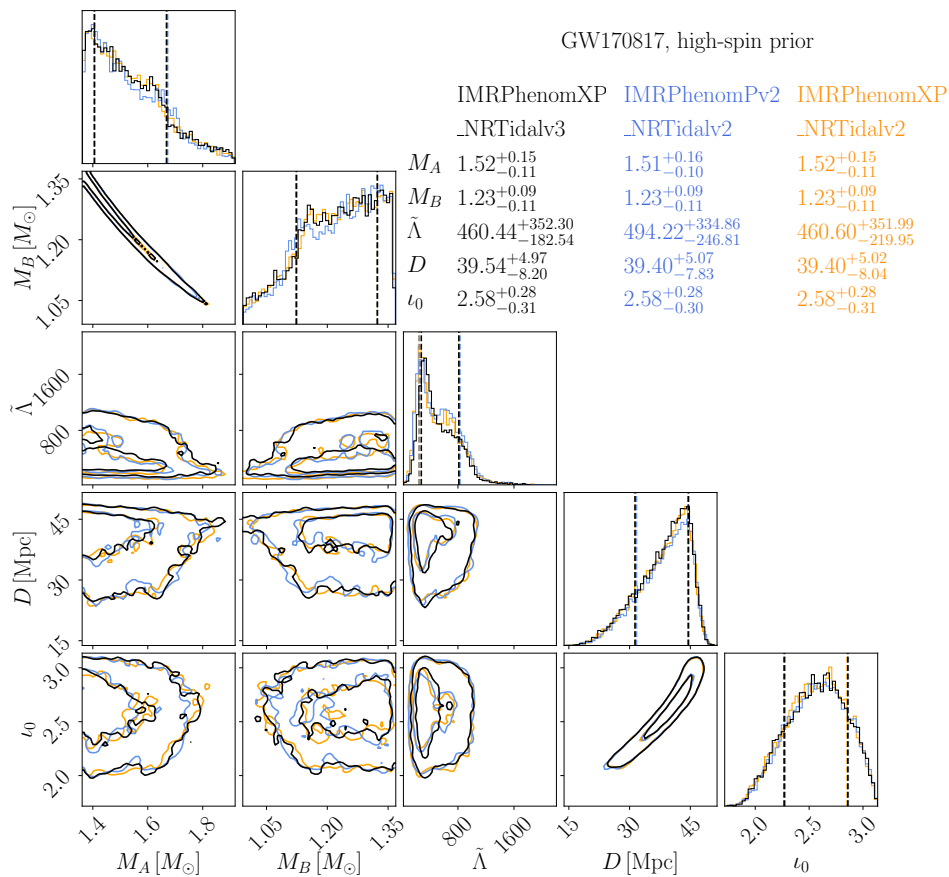 GW170817, high-spin prior
IMRPhenomXP IMRPhenomPv2 IMRPhenomXP
_NRTidalv3 _NRTidalv2 _NRTidalv2
M_A 1.52^{+0.15}_{-0.11} 1.51^{+0.16}_{-0.10} 1.52^{+0.15}_{-0.11}
M_B 1.23^{+0.09}_{-0.11} 1.23^{+0.09}_{-0.11} 1.23^{+0.09}_{-0.11}
Λ̃ 460.44^{+352.30}_{-182.54} 494.22^{+334.86}_{-246.81} 460.60^{+351.99}_{-219.95}
D 39.54^{+4.97}_{-8.20} 39.40^{+5.07}_{-7.83} 39.40^{+5.02}_{-8.04}
ι_0 2.58^{+0.28}_{-0.31} 2.58^{+0.28}_{-0.30} 2.58^{+0.28}_{-0.31}
M_B [M_⊙]
1.35
1.20
1.05
Λ̃
1600
800
D [Mpc]
45
30
15
ι_0
3.0
2.5
2.0
1.4 1.6 1.8
M_A [M_⊙]
1.05 1.20 1.35
M_B [M_⊙]
800 1600
Λ̃
15 30 45
D [Mpc]
2.0 2.5 3.0
ι_0